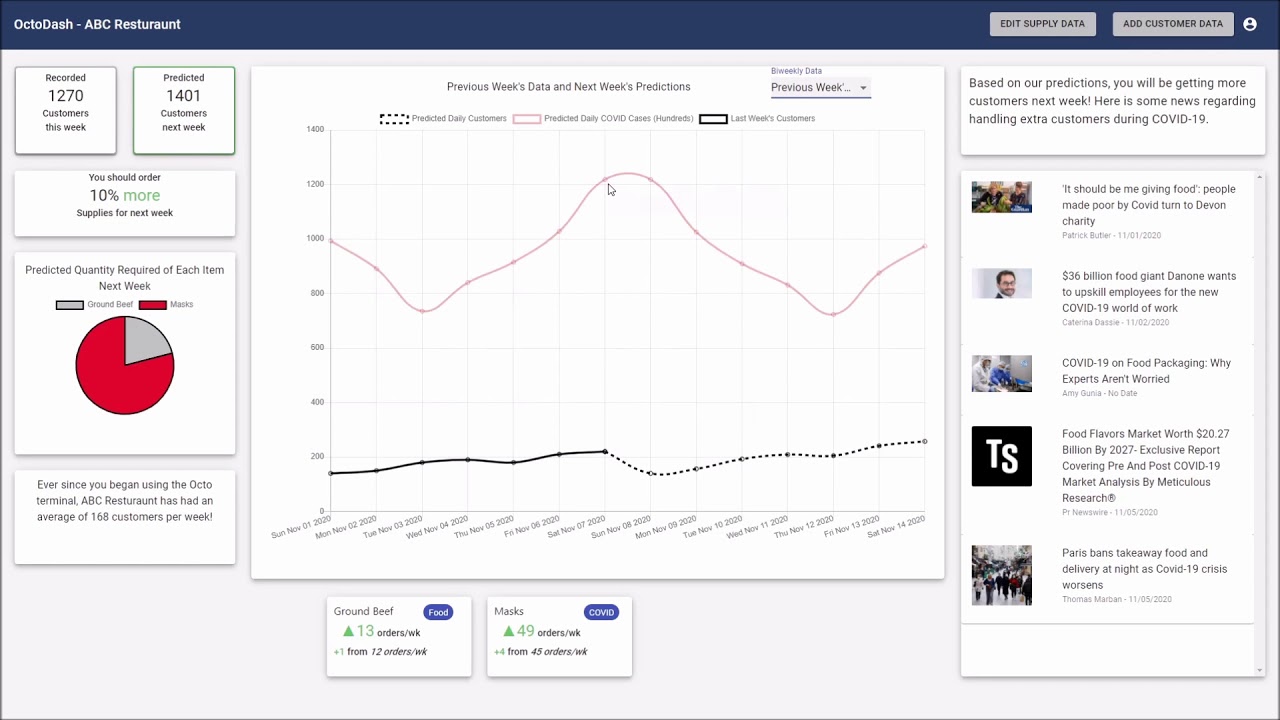 OctoDash - ABC Resturaunt
EDIT SUPPLY DATA
ADD CUSTOMER DATA
Recorded
1270
Customers
this week
Predicted
1401
Customers
next week
You should order
10% more
Supplies for next week
Predicted Quantity Required of Each Item
Next Week
Ground Beef
Masks
Ever since you began using the Octo
terminal, ABC Resturaunt has had an
average of 168 customers per week!
Previous Week's Data and Next Week's Predictions
Biweekly Data
Previous Week'...
Predicted Daily Customers
Predicted Daily COVID Cases (Hundreds)
Last Week's Customers
1400
1200
1000
800
600
400
200
0
Sun Nov 01 2020
Mon Nov 02 2020
Tue Nov 03 2020
Wed Nov 04 2020
Thu Nov 05 2020
Fri Nov 06 2020
Sat Nov 07 2020
Sun Nov 08 2020
Mon Nov 09 2020
Tue Nov 10 2020
Wed Nov 11 2020
Thu Nov 12 2020
Fri Nov 13 2020
Sat Nov 14 2020
Ground Beef
Food
13 orders/wk
+1 from 12 orders/wk
Masks
COVID
49 orders/wk
+4 from 45 orders/wk
Based on our predictions, you will be getting more
customers next week! Here is some news regarding
handling extra customers during COVID-19.
'It should be me giving food': people
made poor by Covid turn to Devon
charity
Patrick Butler - 11/01/2020
$36 billion food giant Danone wants
to upskill employees for the new
COVID-19 world of work
Caterina Dassie - 11/02/2020
COVID-19 on Food Packaging: Why
Experts Aren't Worried
Amy Gunia - No Date
Ts
Food Flavors Market Worth $20.27
Billion By 2027- Exclusive Report
Covering Pre And Post COVID-19
Market Analysis By Meticulous
Research®
Pr Newswire - 11/05/2020
Paris bans takeaway food and
delivery at night as Covid-19 crisis
worsens
Thomas Marban - 11/05/2020